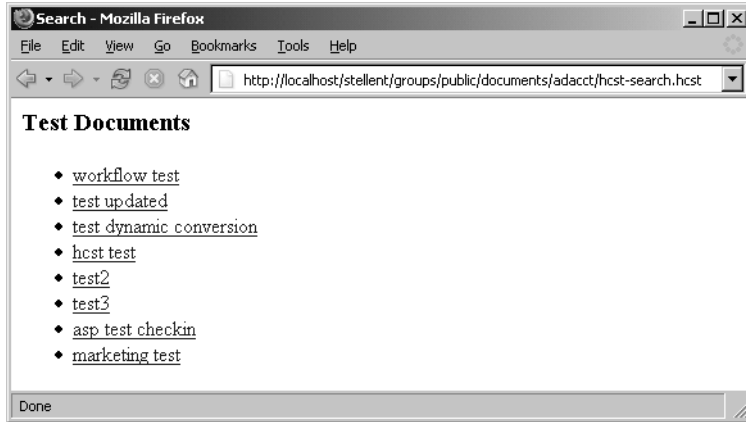 Search - Mozilla Firefox
File Edit View Go Bookmarks Tools Help
http://localhost/stellent/groups/public/documents/adacct/hcst-search.hcst
Test Documents
workflow test
test updated
test dynamic conversion
hcst test
test2
test3
asp test checkin
marketing test
Done